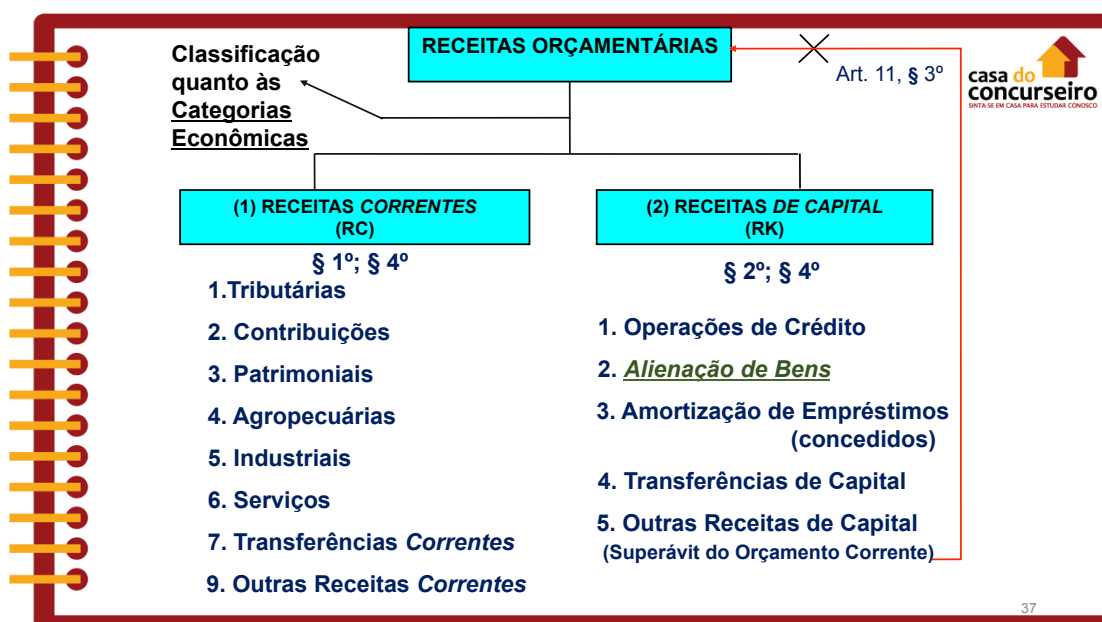 Classificação
quanto às
Categorias
Econômicas
RECEITAS ORÇAMENTÁRIAS
Art. 11, § 3º
casa do
concurseiro
SINTA-SE EM CASA PARA ESTUDAR CONOSCO
(1) RECEITAS CORRENTES
(RC)
§ 1º; § 4º
1.Tributárias
2. Contribuições
3. Patrimoniais
4. Agropecuárias
5. Industriais
6. Serviços
7. Transferências Correntes
9. Outras Receitas Correntes
(2) RECEITAS DE CAPITAL
(RK)
§ 2º; § 4º
1. Operações de Crédito
2. Alienação de Bens
3. Amortização de Empréstimos
(concedidos)
4. Transferências de Capital
5. Outras Receitas de Capital
(Superávit do Orçamento Corrente)
37